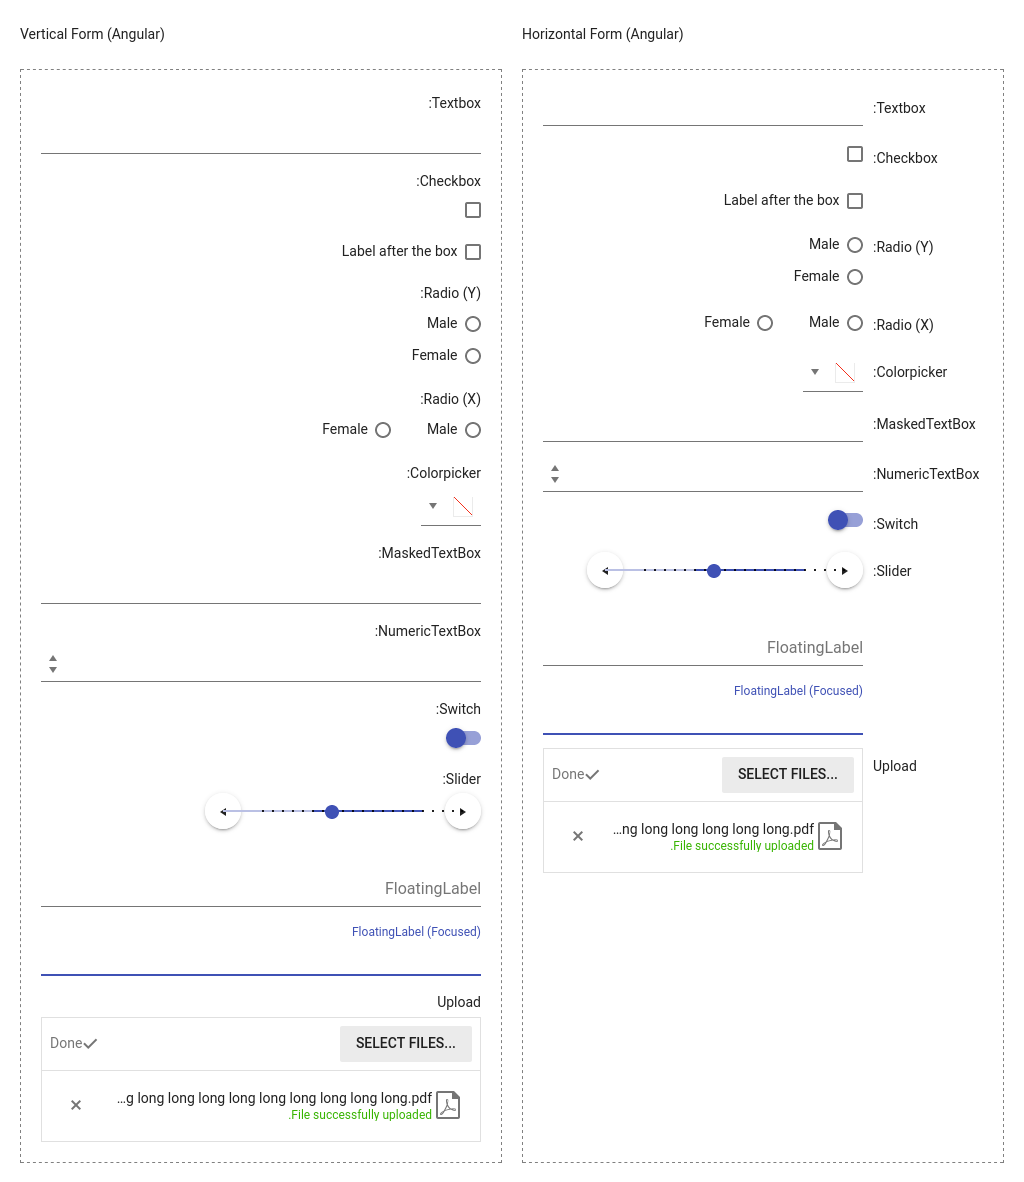 Vertical Form (Angular)
:Textbox
:Checkbox
Label after the box
:Radio (Y)
Male
Female
:Radio (X)
Female Male
:Colorpicker
:MaskedTextBox
:NumericTextBox
:Switch
:Slider
FloatingLabel
FloatingLabel (Focused)
Upload
Done SELECT FILES...
...g long long long long long long long long long.pdf
.File successfully uploaded
Horizontal Form (Angular)
:Textbox
:Checkbox
Label after the box
Male :Radio (Y)
Female
Female Male :Radio (X)
:Colorpicker
:MaskedTextBox
:NumericTextBox
:Switch
:Slider
FloatingLabel
FloatingLabel (Focused)
Done SELECT FILES... Upload
...ng long long long long long.pdf
.File successfully uploaded